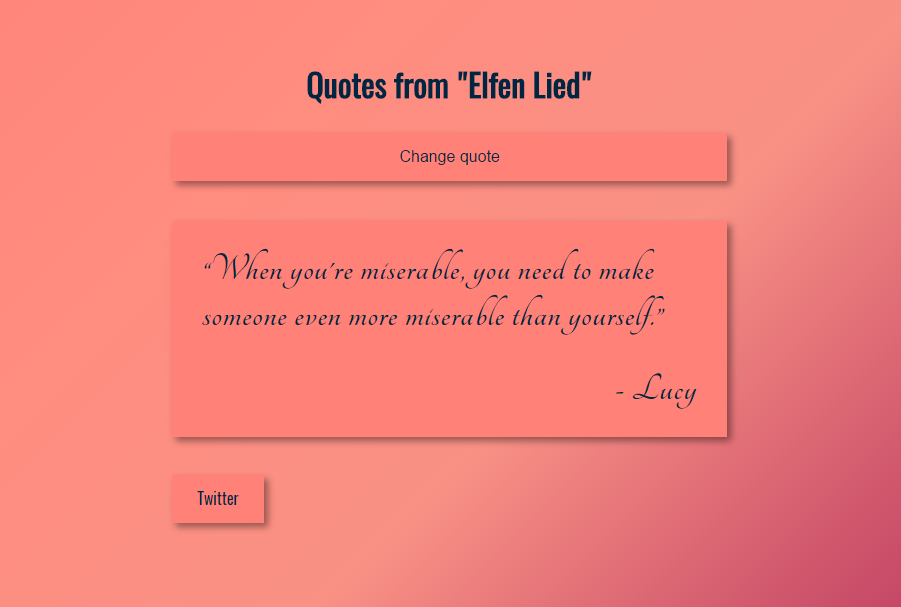 Quotes from "Elfen Lied"
Change quote
“When you're miserable, you need to make
someone even more miserable than yourself.”
- Lucy
Twitter